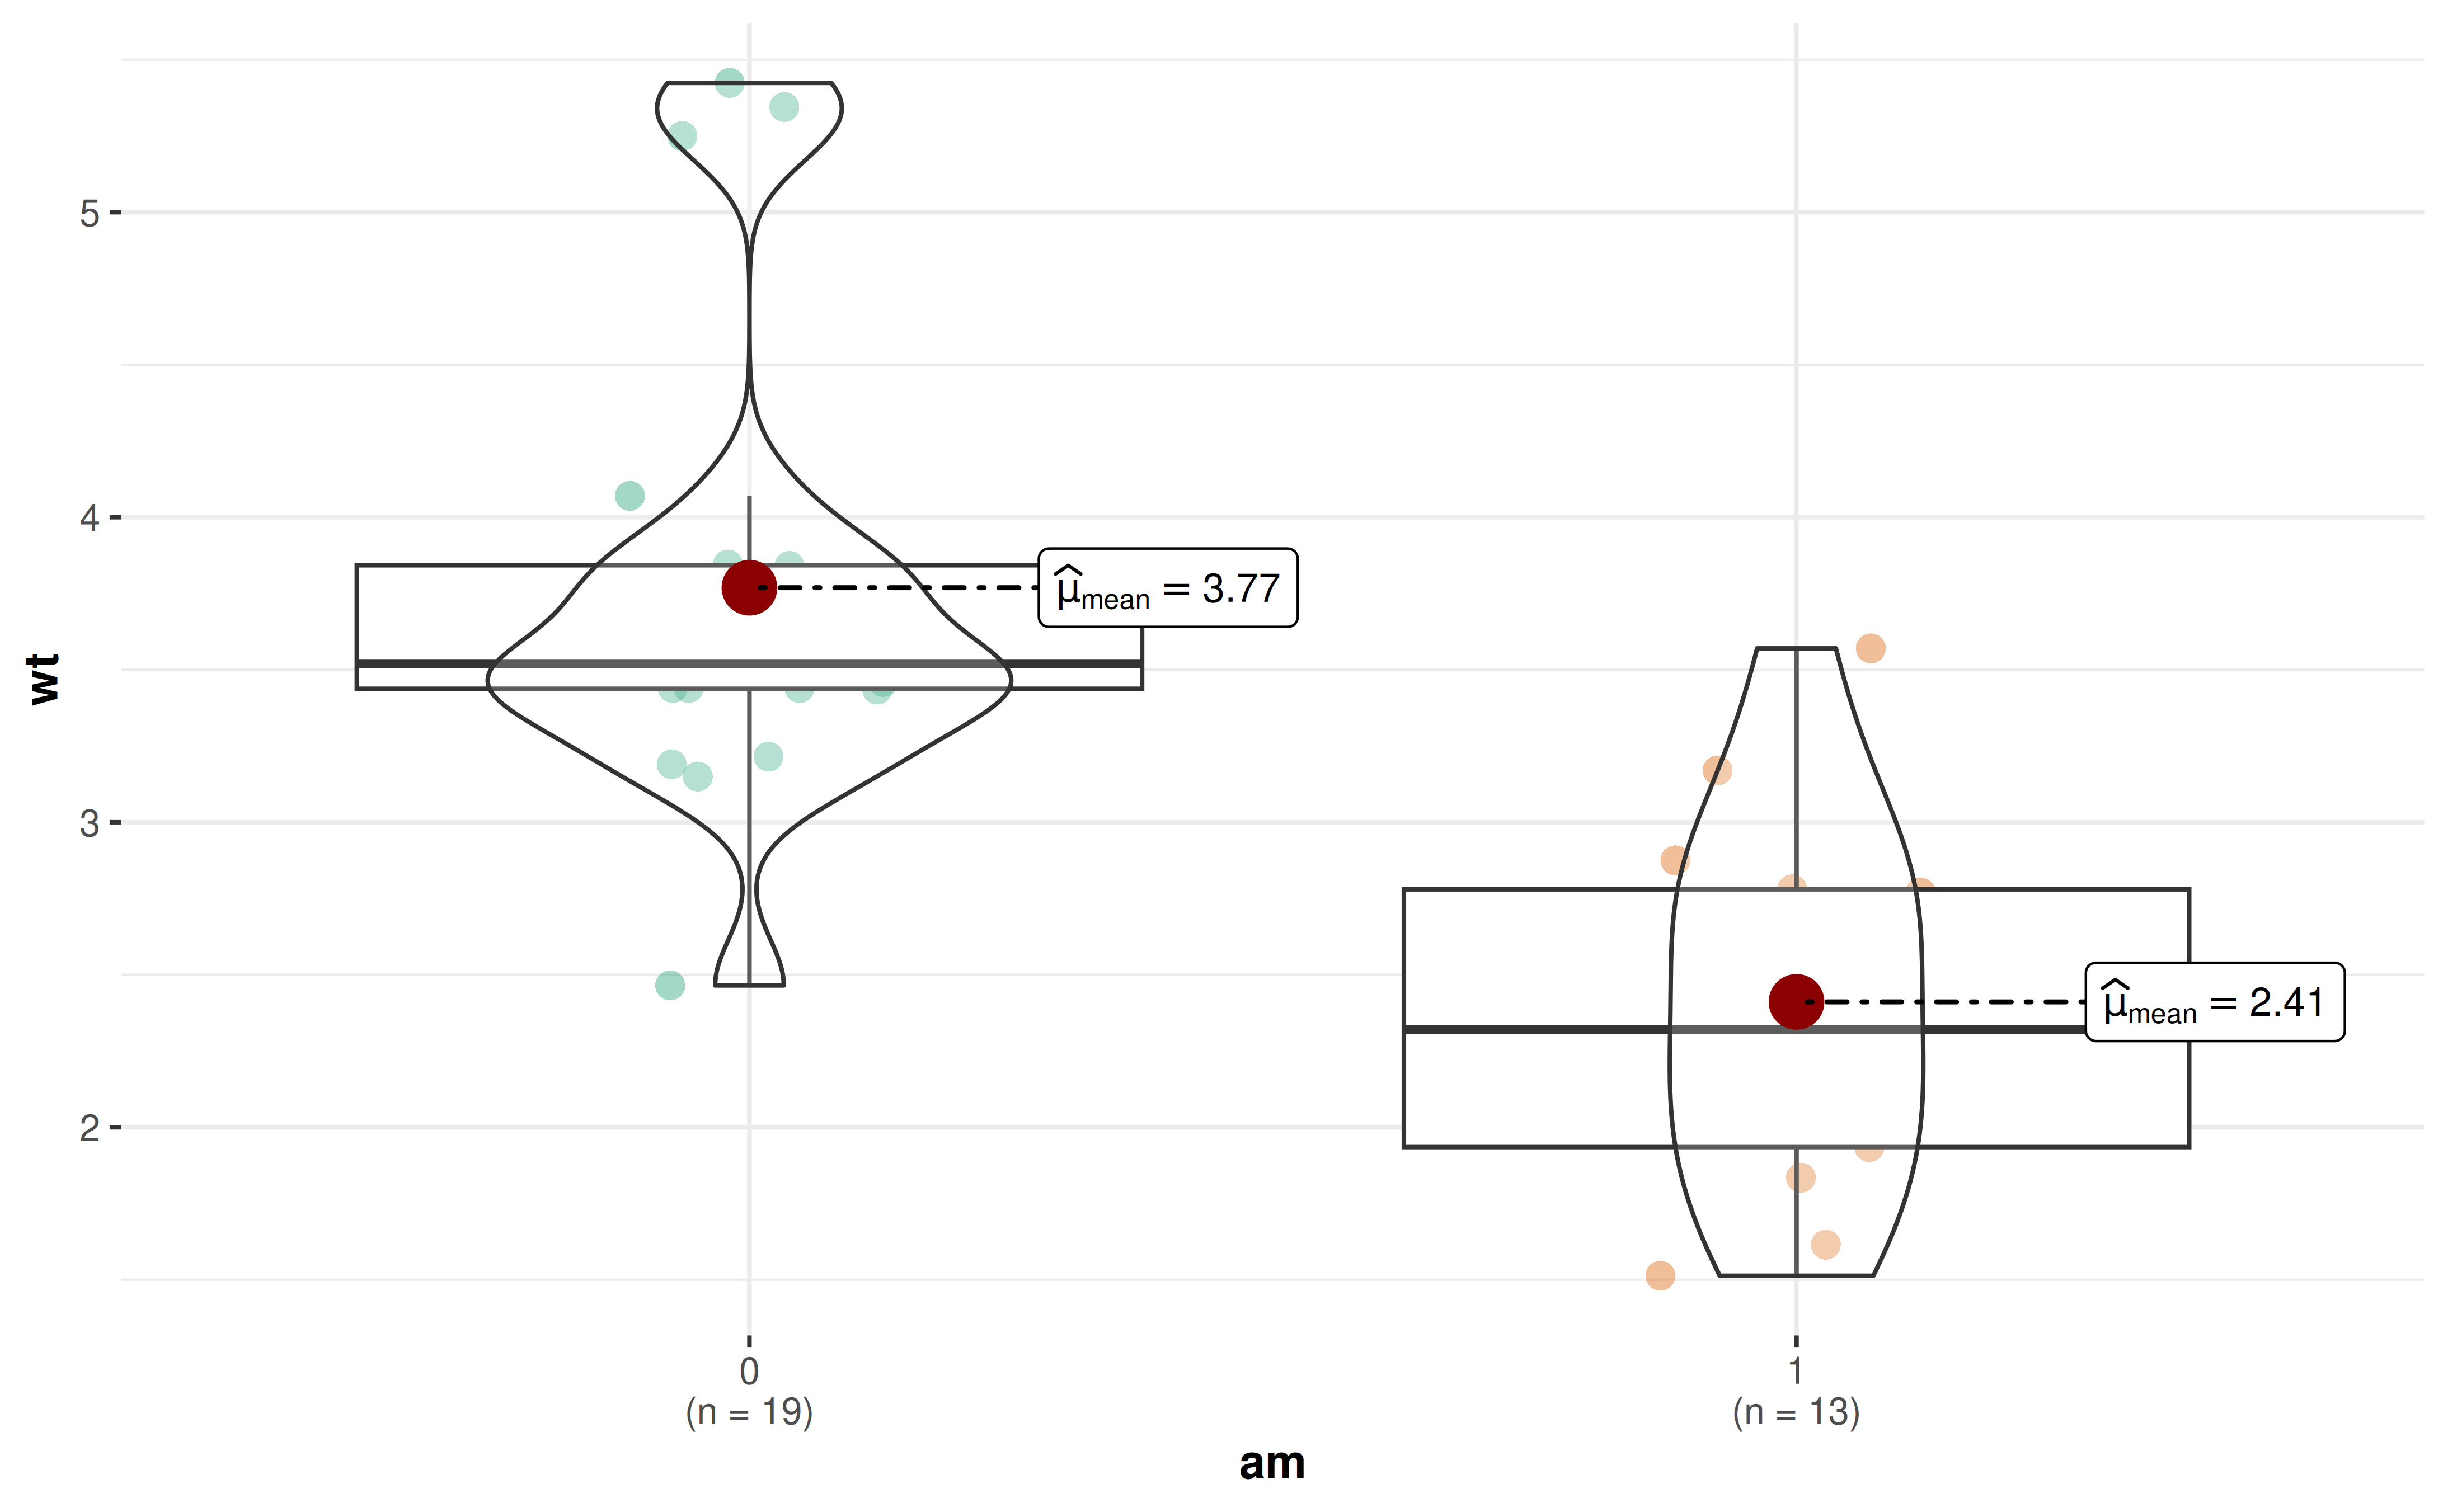 wt
5
4
3
2
μ̂mean = 3.77
μ̂mean = 2.41
0
(n = 19)
1
(n = 13)
am